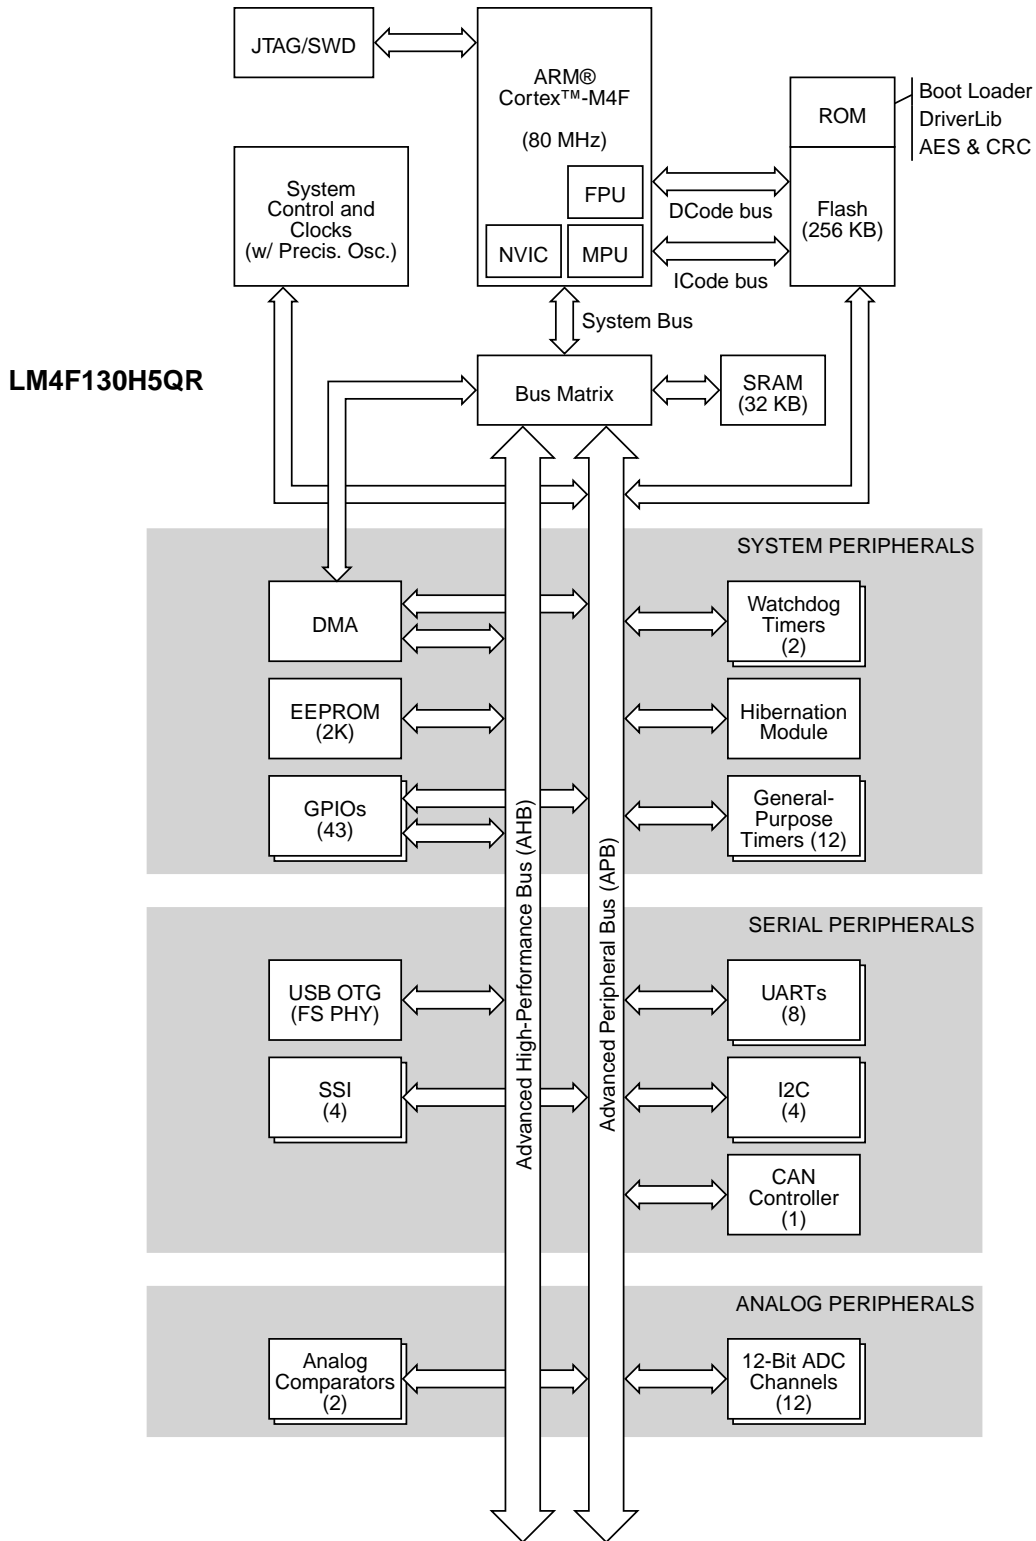 JTAG/SWD
ARM®
Cortex™-M4F
(80 MHz)
ROM
Boot Loader
DriverLib
AES & CRC
System
Control and
Clocks
(w/ Precis. Osc.)
FPU
NVIC
MPU
DCode bus
ICode bus
Flash
(256 KB)
System Bus
LM4F130H5QR
Bus Matrix
SRAM
(32 KB)
SYSTEM PERIPHERALS
DMA
Watchdog
Timers
(2)
EEPROM
(2K)
Hibernation
Module
GPIOs
(43)
General-
Purpose
Timers (12)
Advanced High-Performance Bus (AHB)
Advanced Peripheral Bus (APB)
SERIAL PERIPHERALS
USB OTG
(FS PHY)
UARTs
(8)
SSI
(4)
I2C
(4)
CAN
Controller
(1)
ANALOG PERIPHERALS
Analog
Comparators
(2)
12-Bit ADC
Channels
(12)